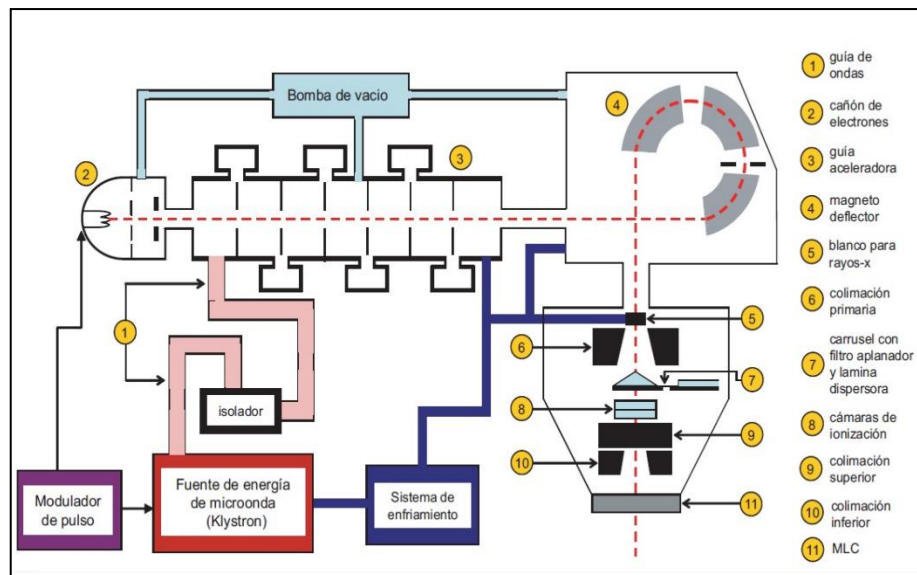 Bomba de vacio
2
3
4
1
isolador
5
6
7
8
9
10
11
Modulador
de pulso
Fuente de energía
de microonda
(Klystron)
Sistema de
enfriamiento
1 guía de
ondas
2 cañón de
electrones
3 guía
aceleradora
4 magneto
deflector
5 blanco para
rayos-x
6 colimación
primaria
7 carrusel con
filtro aplanador
y lamina
dispersora
8 cámaras de
ionización
9 colimación
superior
10 colimación
inferior
11 MLC